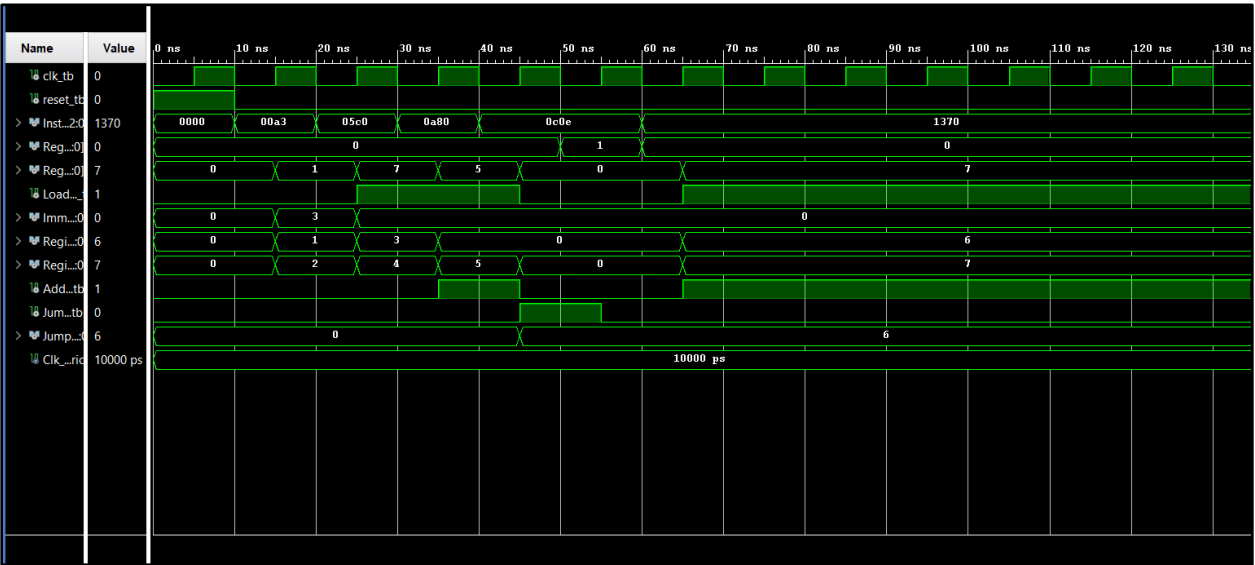 Name Value 0 ns 10 ns 20 ns 30 ns 40 ns 50 ns 60 ns 70 ns 80 ns 90 ns 100 ns 110 ns 120 ns 130 ns
clk_tb 0
reset_tb 0
Inst...2:0 1370 0000 00a3 05c0 0a80 0c0e 1370
Reg...:0] 0 0 1 0
Reg...:0] 7 0 1 7 5 0 7
Load..._ 1
Imm...:0 0 0 3 0
Regi...:0 6 0 1 3 0 6
Regi...:0 7 0 2 4 5 0 7
Add...tb 1
Jum...tb 0
Jump...:( 6 0 6
Clk_...ric 10000 ps 10000 ps